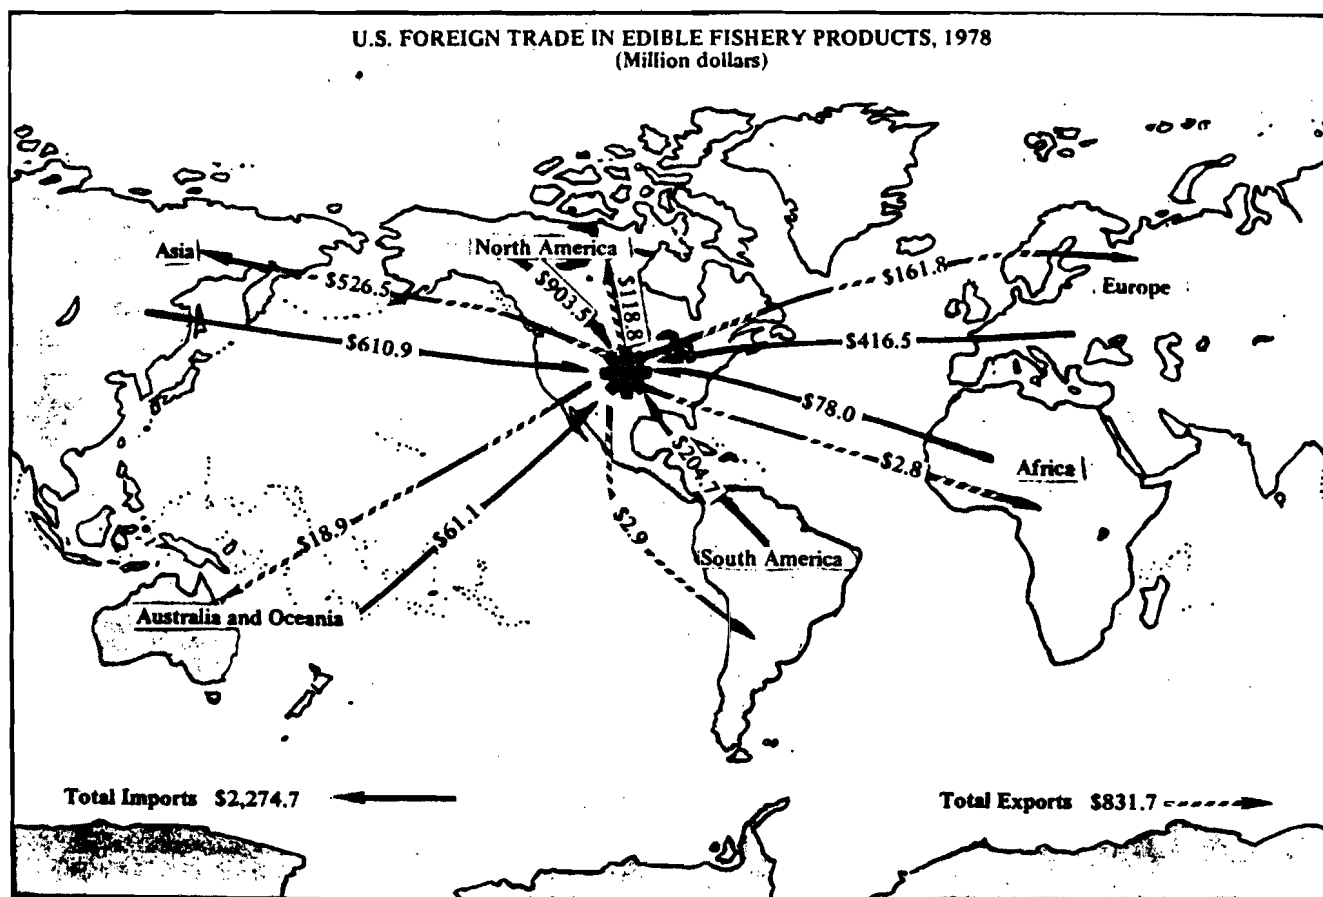 U.S. FOREIGN TRADE IN EDIBLE FISHERY PRODUCTS, 1978
(Million dollars)
Asia
North America
$526.5
$903.5
$118.8
$161.8
Europe
$610.9
$416.5
$78.0
$204.7
$2.8
Africa
$18.9
$61.1
$2.9
South America
Australia and Oceania
Total Imports $2,274.7
Total Exports $831.7